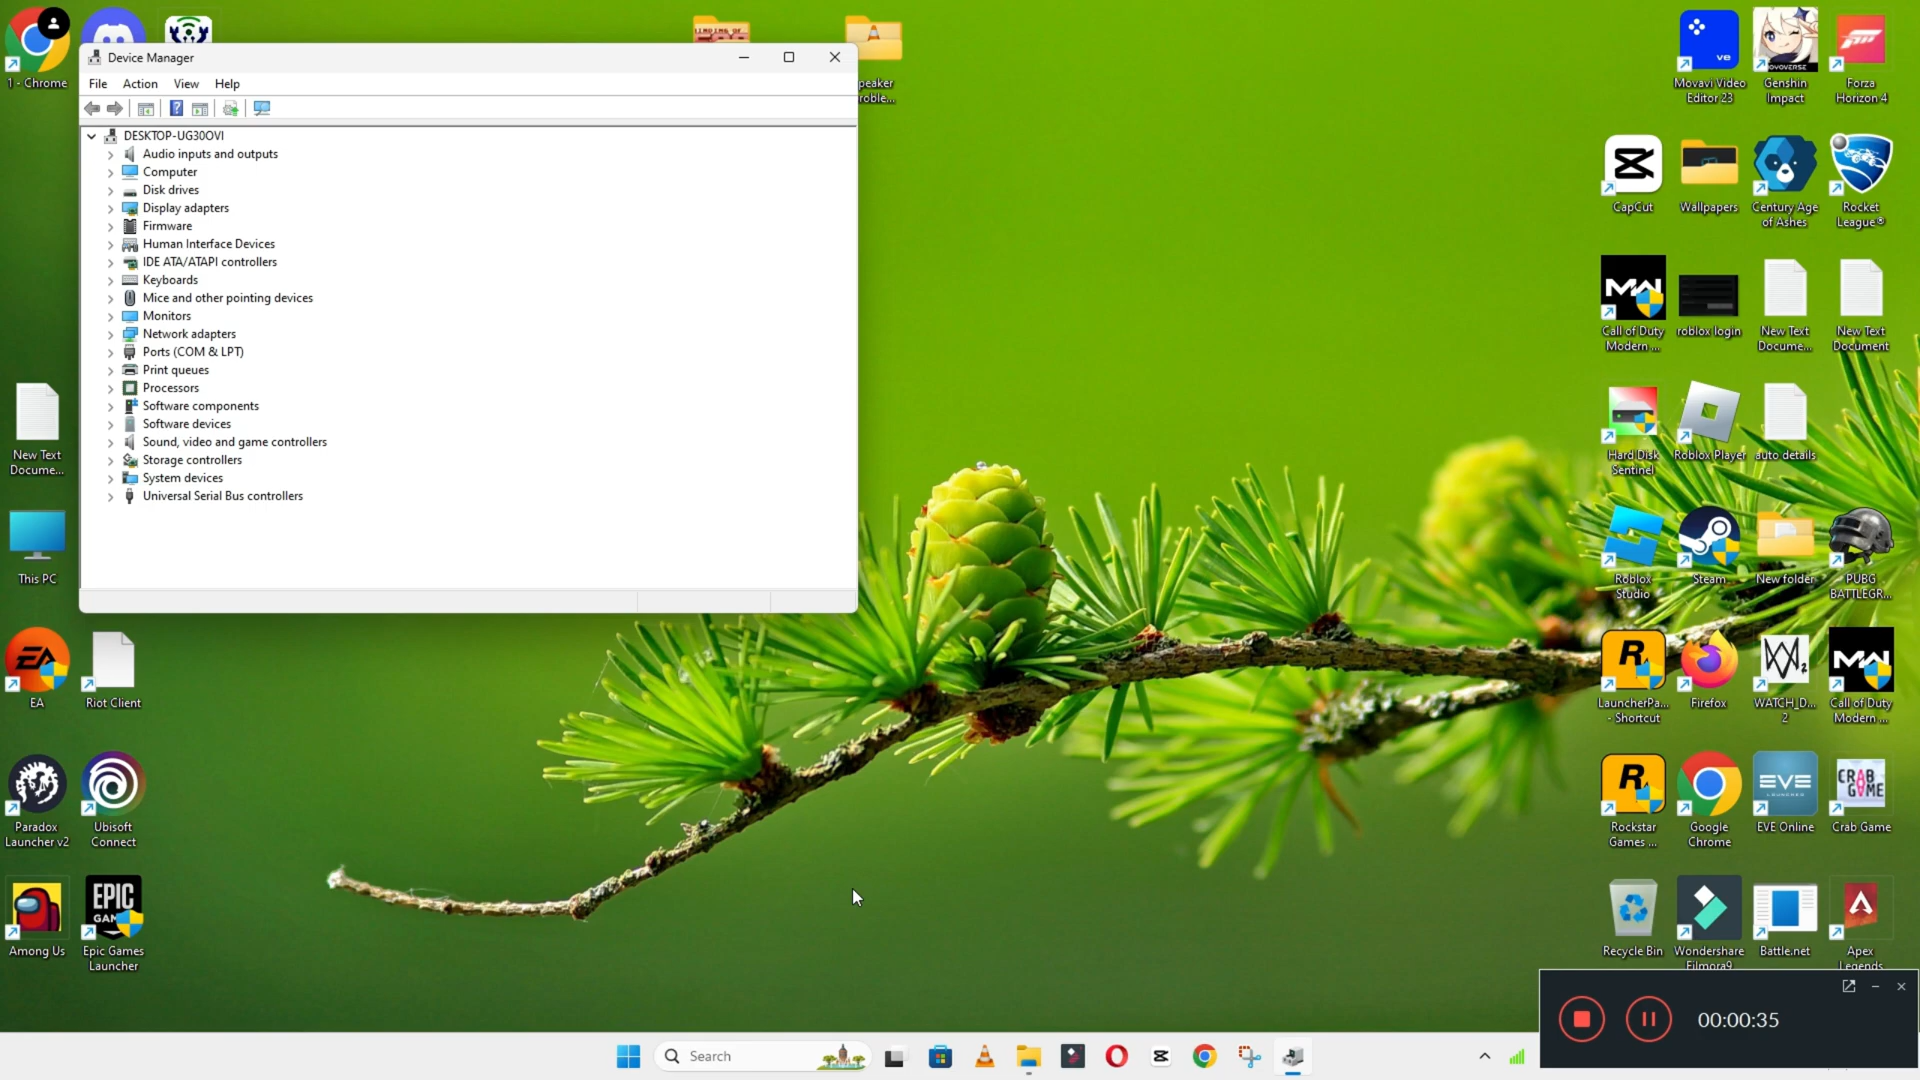 1 - Chrome
Device Manager
File Action View Help
DESKTOP-UG30OVI
Audio inputs and outputs
Computer
Disk drives
Display adapters
Firmware
Human Interface Devices
IDE ATA/ATAPI controllers
Keyboards
Mice and other pointing devices
Monitors
Network adapters
Ports (COM & LPT)
Print queues
Processors
Software components
Software devices
Sound, video and game controllers
Storage controllers
System devices
Universal Serial Bus controllers
New Text
Docume...
This PC
EA
Riot Client
Paradox
Launcher v2
Ubisoft
Connect
Among Us
EPIC
Epic Games
Launcher
peaker
roble...
ve
Movavi Video
Editor 23
Genshin
Impact
Forza
Horizon 4
CapCut
Wallpapers
Century Age
of Ashes
Rocket
League®
Call of Duty
Modern ...
roblox login
New Text
Docume...
New Text
Document
Hard Disk
Sentinel
Roblox Player
auto details
Roblox
Studio
Steam
New folder
PUBG
BATTLEGR...
LauncherPa...
- Shortcut
Firefox
WATCH_D...
2
Call of Duty
Modern ...
Rockstar
Games ...
Google
Chrome
EVE
EVE Online
CRAB
GAME
Crab Game
Recycle Bin
Wondershare
Filmora9
Battle.net
Apex
Legends
00:00:35
Search